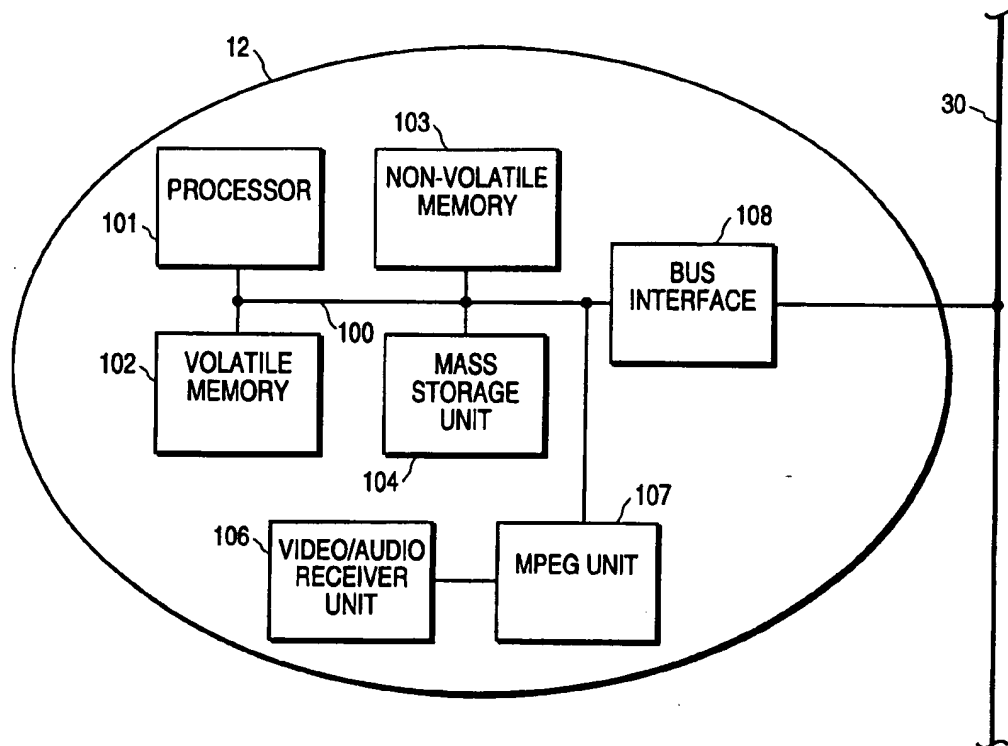 12
30
103
PROCESSOR
NON-VOLATILE
MEMORY
101
108
BUS
INTERFACE
100
102
VOLATILE
MEMORY
MASS
STORAGE
UNIT
104
107
106
VIDEO/AUDIO
RECEIVER
UNIT
MPEG UNIT